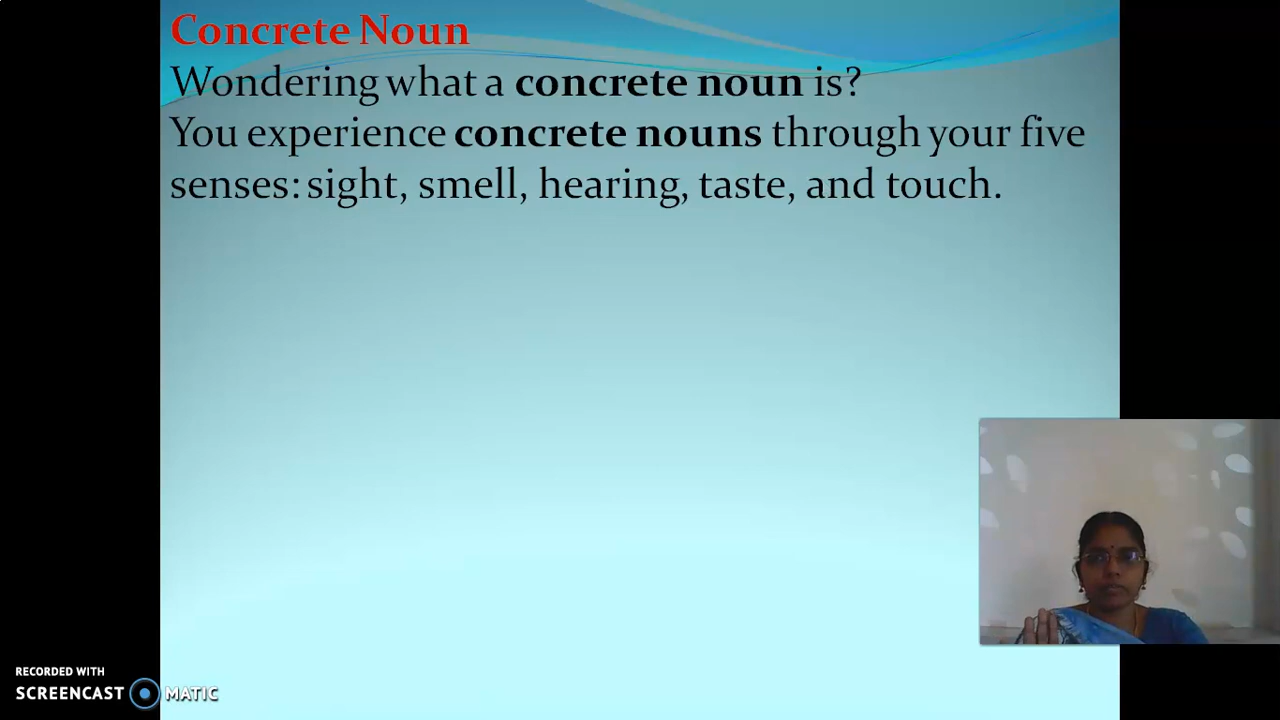 Concrete Noun
Wondering what a concrete noun is?
You experience concrete nouns through your five
senses: sight, smell, hearing, taste, and touch.
RECORDED WITH
SCREENCAST MATIC